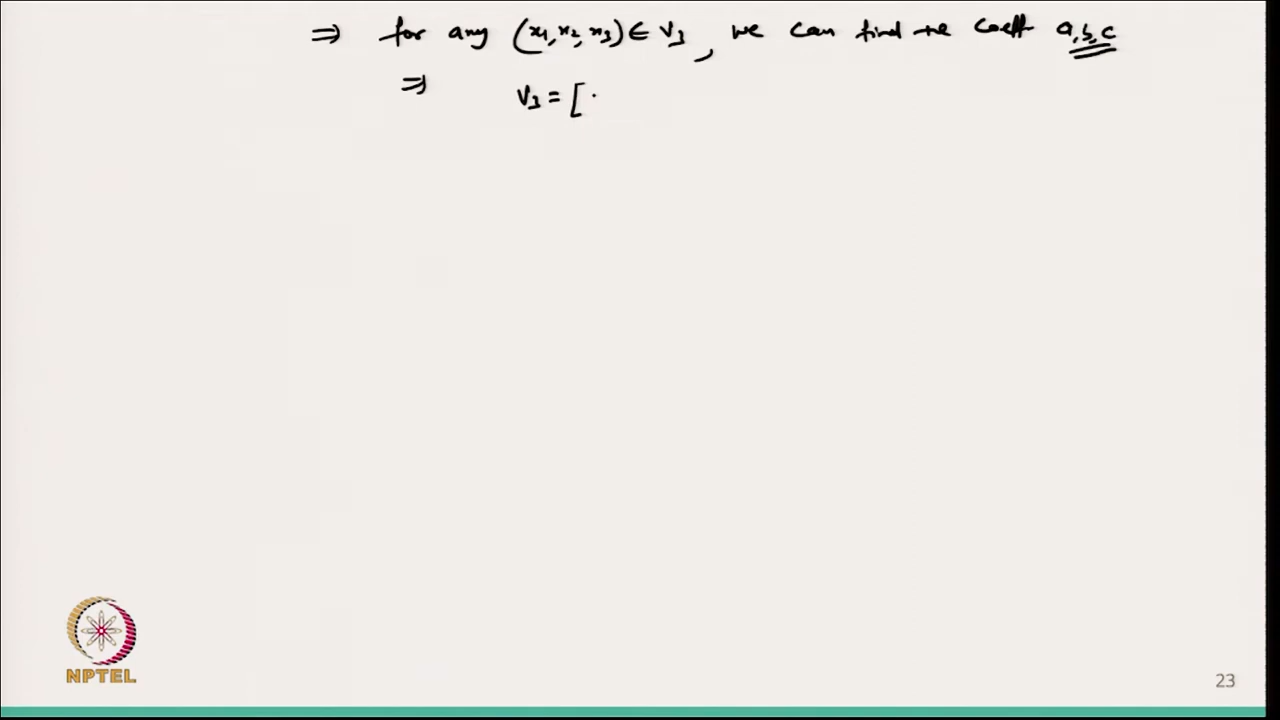 ⇒ for any (x₁, x₂, x₃) ∈ V₃, we can find the coeff a, b, c
⇒ V₃ = [
NPTEL
23